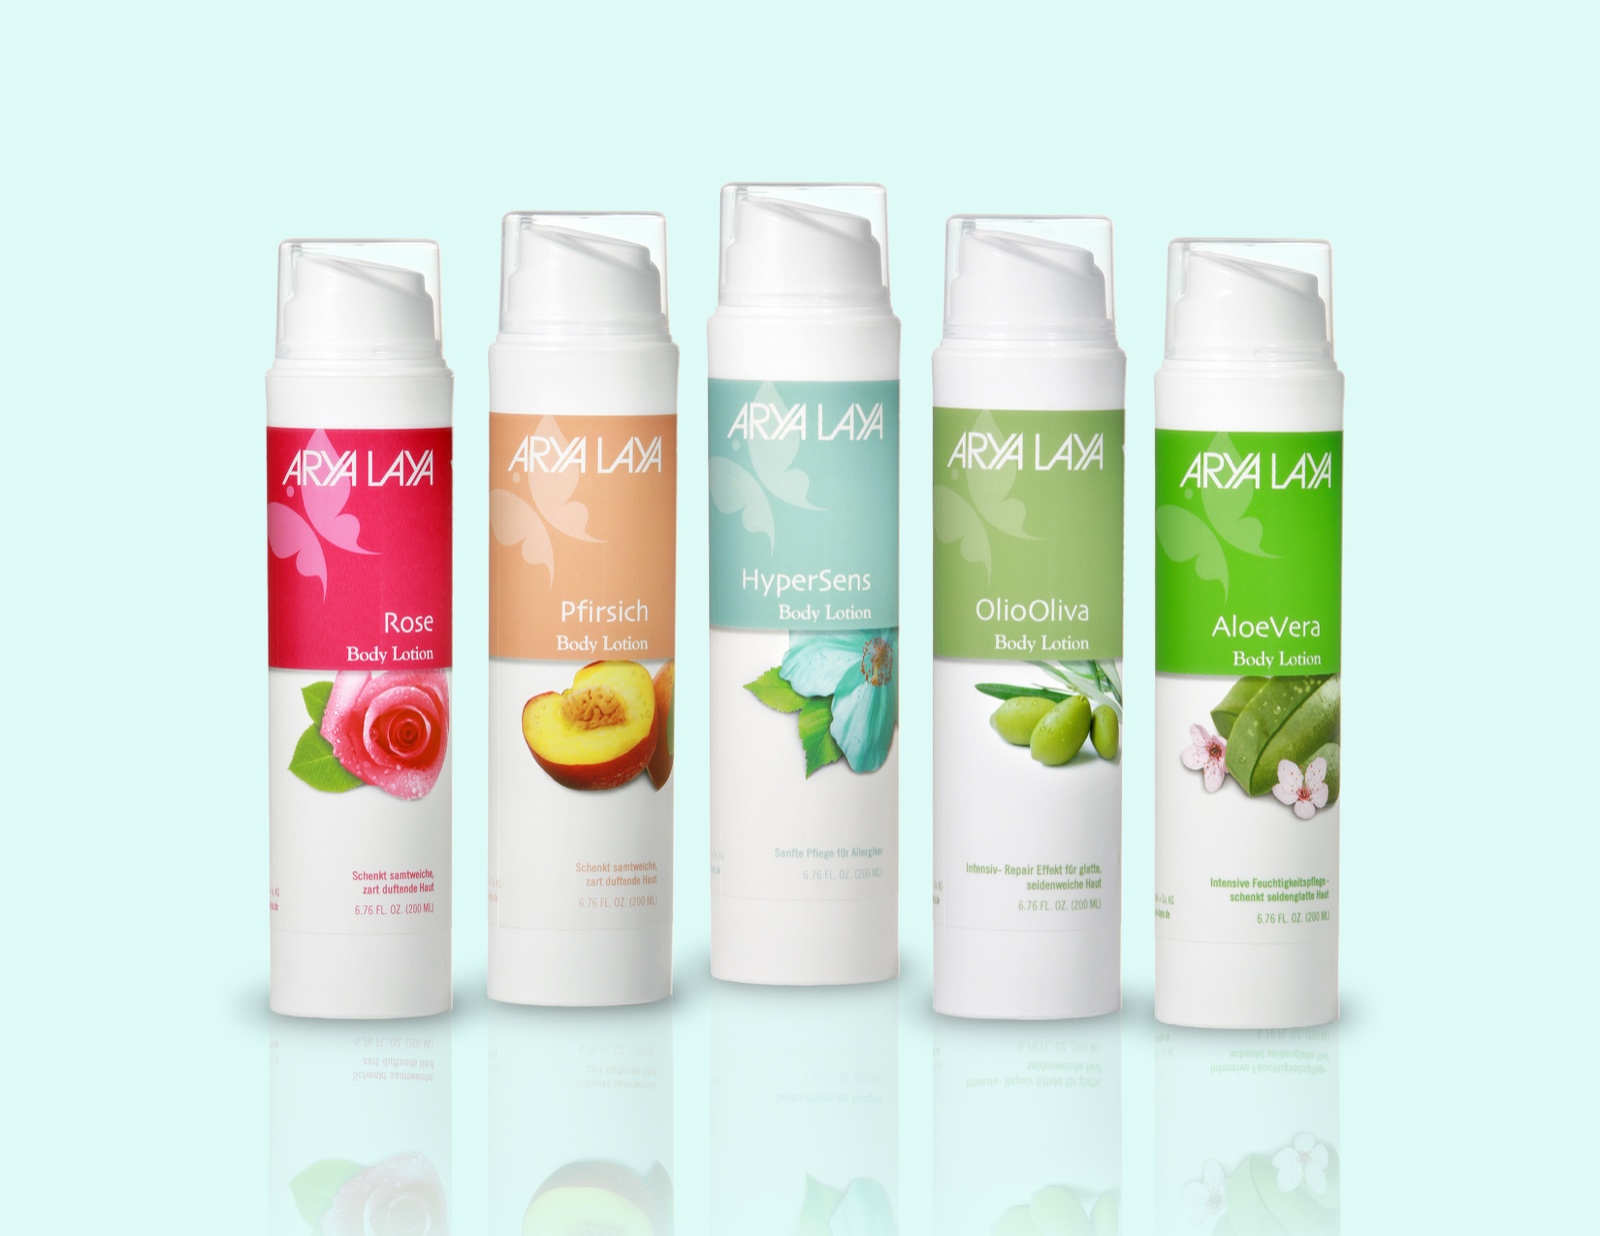 ARYA LAYA
Rose
Body Lotion
Schenkt samtweiche,
zart duftende Haut
6.76 FL. OZ. (200 ML)
ARYA LAYA
Pfirsich
Body Lotion
Schenkt samtweiche,
zart duftende Haut
6.76 FL. OZ. (200 ML)
ARYA LAYA
HyperSens
Body Lotion
Sanfte Pflege für Allergiker
6.76 FL. OZ. (200 ML)
ARYA LAYA
OlioOliva
Body Lotion
Intensiv- Repair Effekt für glatte,
seidenweiche Haut
6.76 FL. OZ. (200 ML)
ARYA LAYA
AloeVera
Body Lotion
Intensive Feuchtigkeitspflege-
schenkt seidenglatte Haut
6.76 FL. OZ. (200 ML)